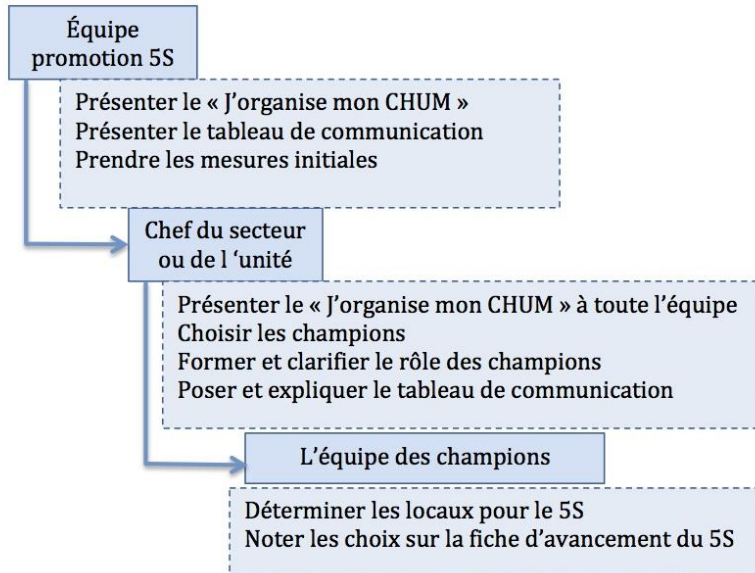 Équipe
promotion 5S
Présenter le « J’organise mon CHUM »
Présenter le tableau de communication
Prendre les mesures initiales
Chef du secteur
ou de l ‘unité
Présenter le « J’organise mon CHUM » à toute l’équipe
Choisir les champions
Former et clarifier le rôle des champions
Poser et expliquer le tableau de communication
L’équipe des champions
Déterminer les locaux pour le 5S
Noter les choix sur la fiche d’avancement du 5S